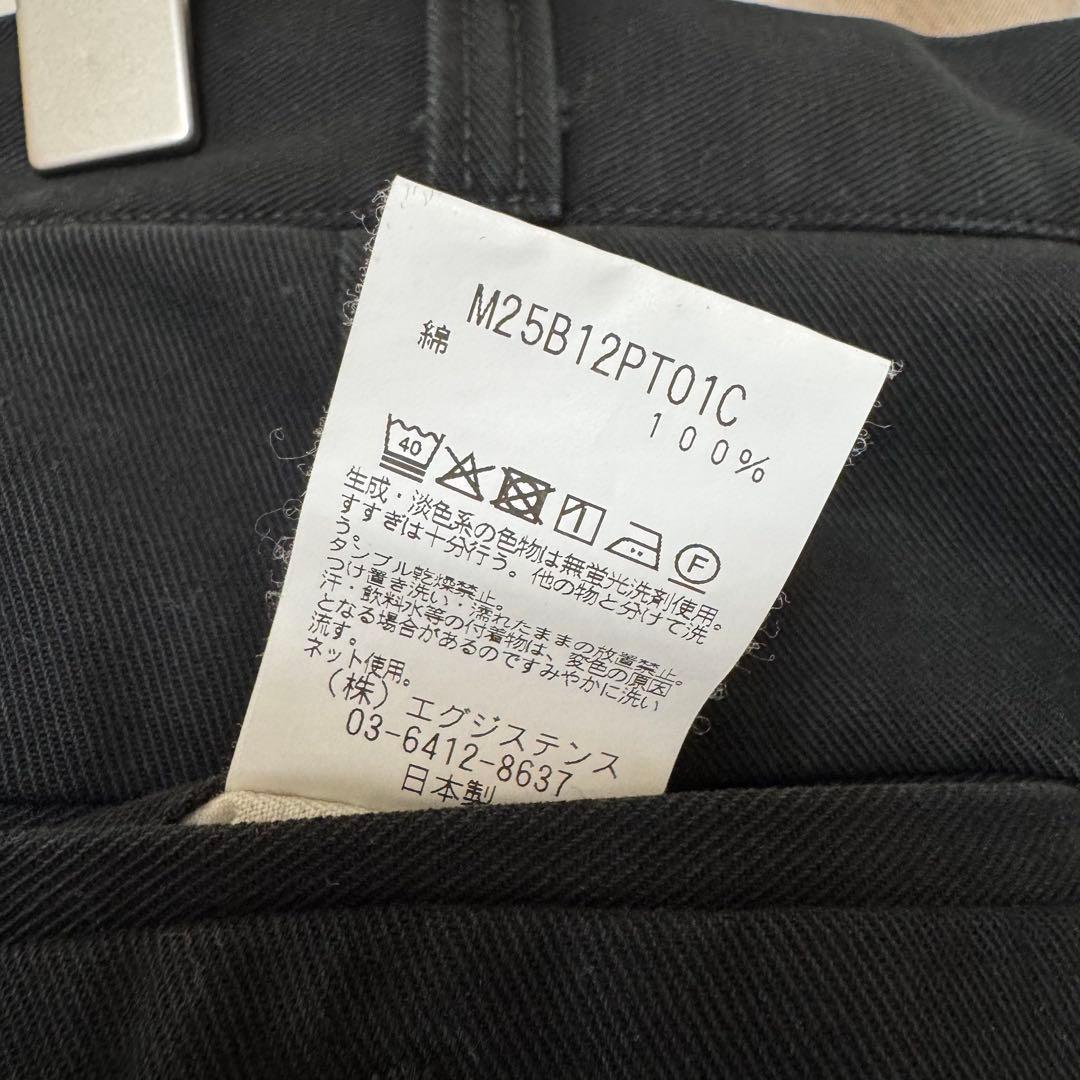 M25B12PT01C
綿 100%
40
F
生成・淡色系の色物は無蛍光洗剤使用。
すすぎは十分行う。他の物と分けて洗
う。
タンブル乾燥禁止。
つけ置き洗い・濡れたままの放置禁止。
汗・飲料水等の付着物は、変色の原因
となる場合があるのですみやかに洗い
流す。
ネット使用。
(株)エグジステンス
03-6412-8637
日本製